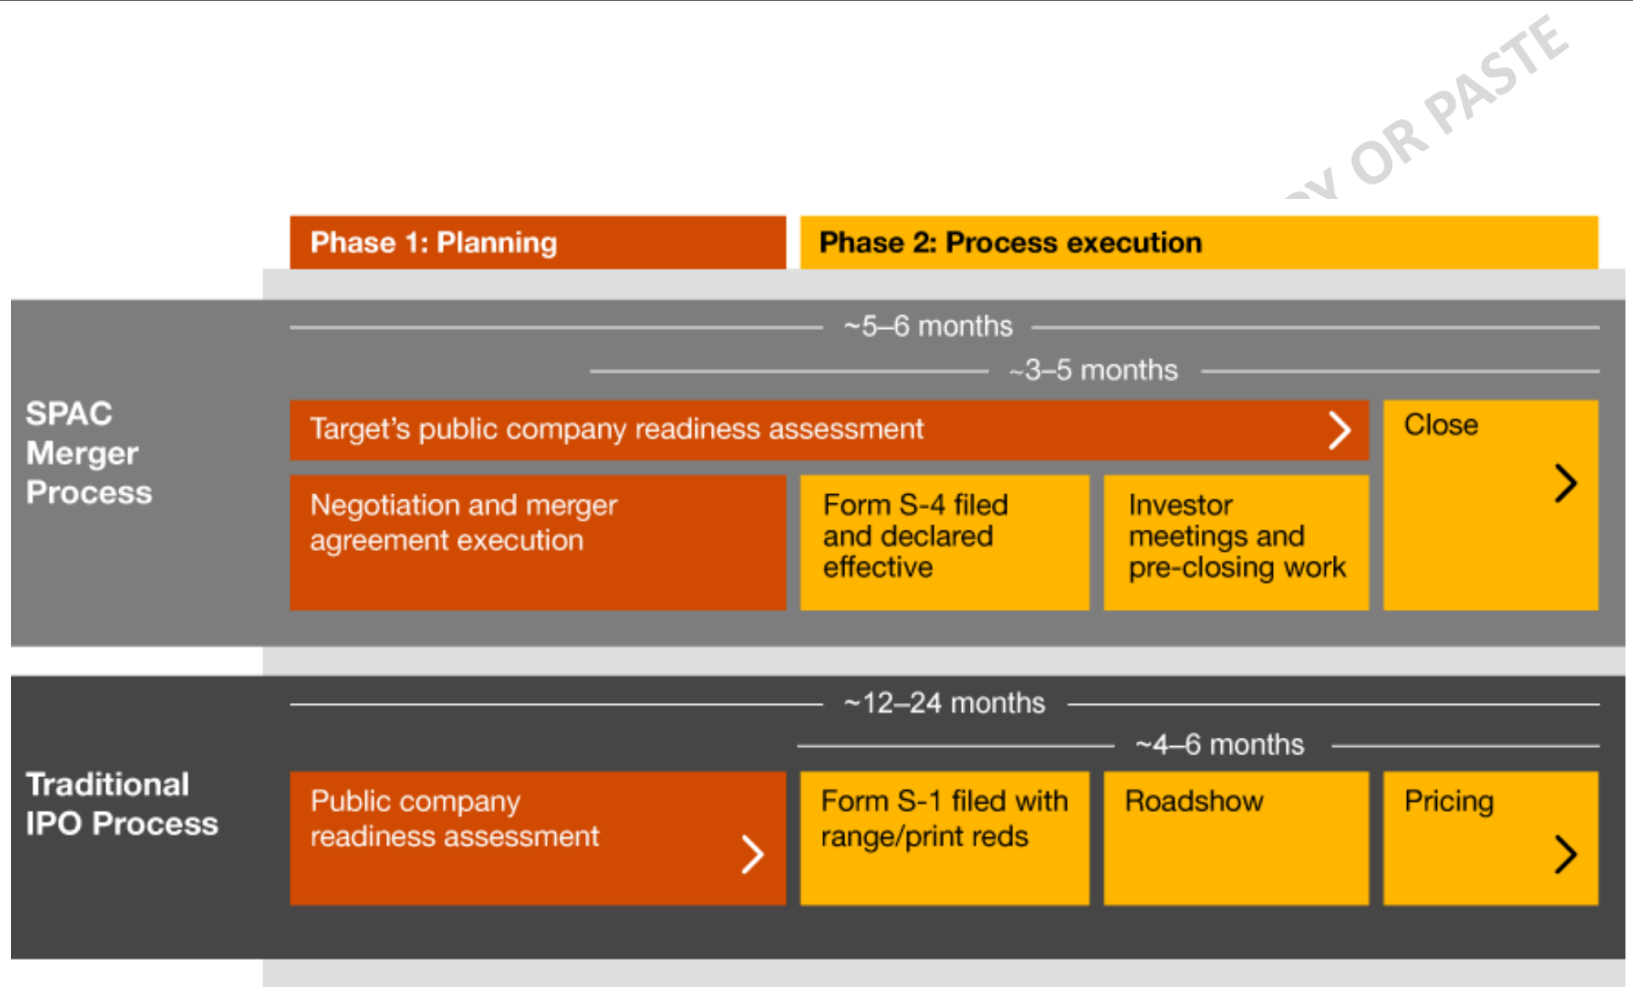 OR PASTE
Phase 1: Planning
Phase 2: Process execution
~5–6 months
~3–5 months
SPAC
Merger
Process
Target's public company readiness assessment
Close
Negotiation and merger
agreement execution
Form S-4 filed
and declared
effective
Investor
meetings and
pre-closing work
~12–24 months
~4–6 months
Traditional
IPO Process
Public company
readiness assessment
Form S-1 filed with
range/print reds
Roadshow
Pricing